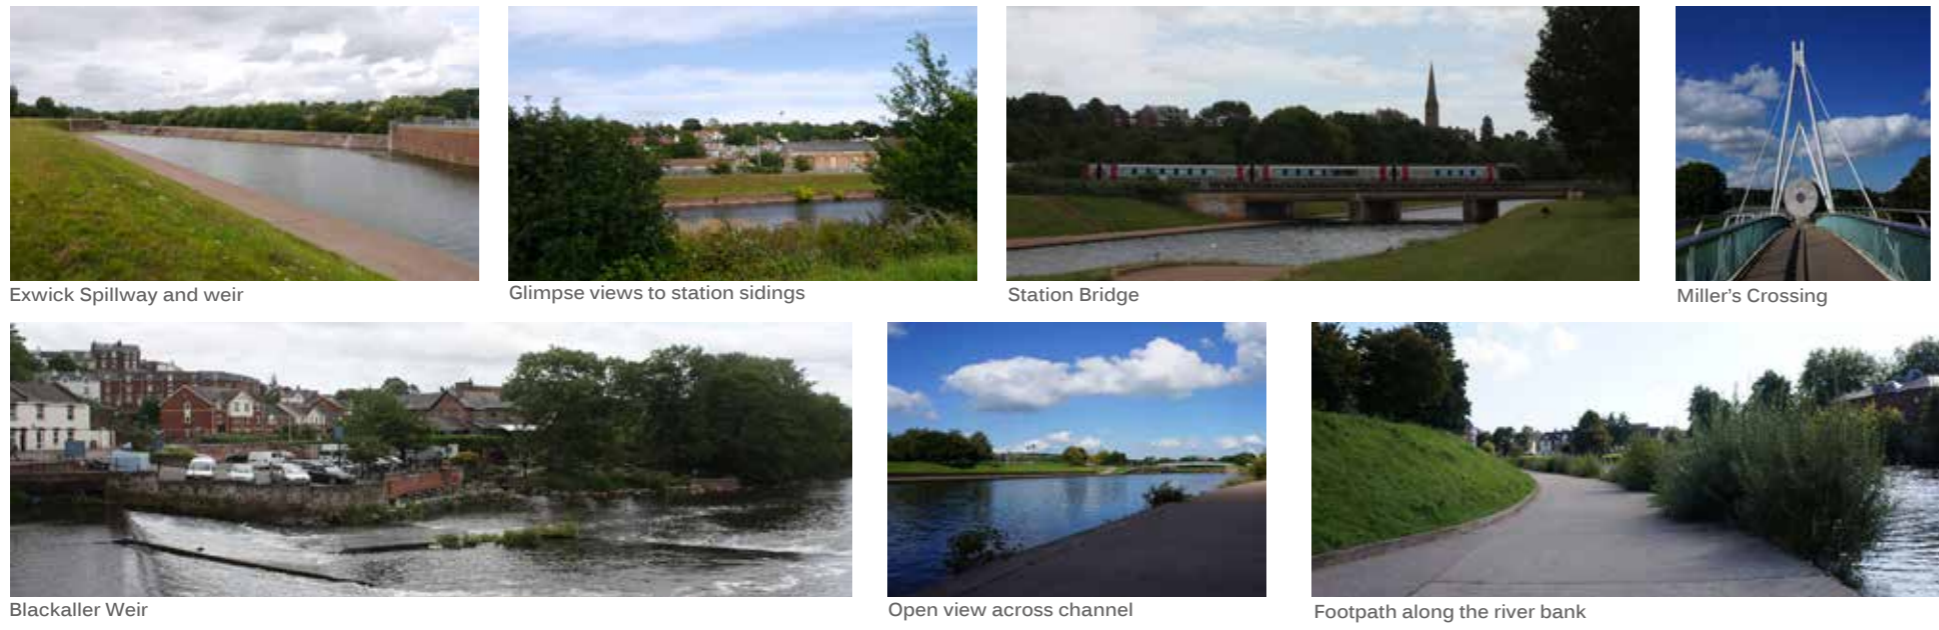 Exwick Spillway and weir
Glimpse views to station sidings
Station Bridge
Miller's Crossing
Blackaller Weir
Open view across channel
Footpath along the river bank